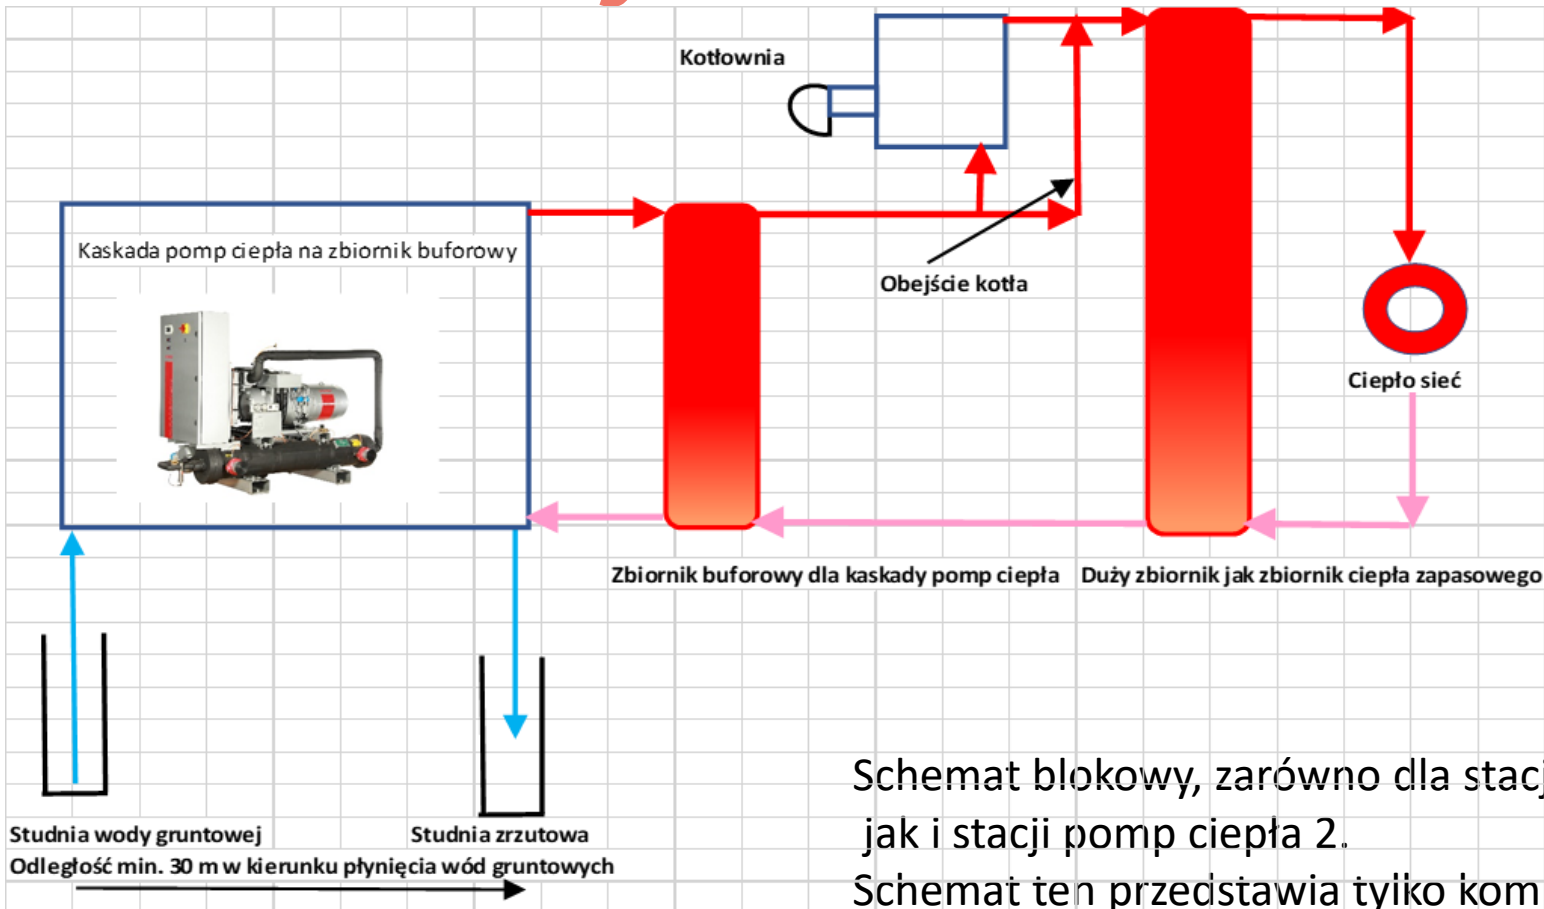 Kotłownia
Kaskada pomp ciepła na zbiornik buforowy
Obejście kotła
Ciepło sieć
Zbiornik buforowy dla kaskady pomp ciepła
Duży zbiornik jak zbiornik ciepła zapasowego
Studnia wody gruntowej
Studnia zrzutowa
Odległość min. 30 m w kierunku płynięcia wód gruntowych
Schemat blokowy, zarówno dla
jak i stacji pomp ciepła 2.
Schemat ten przedstawia tylko